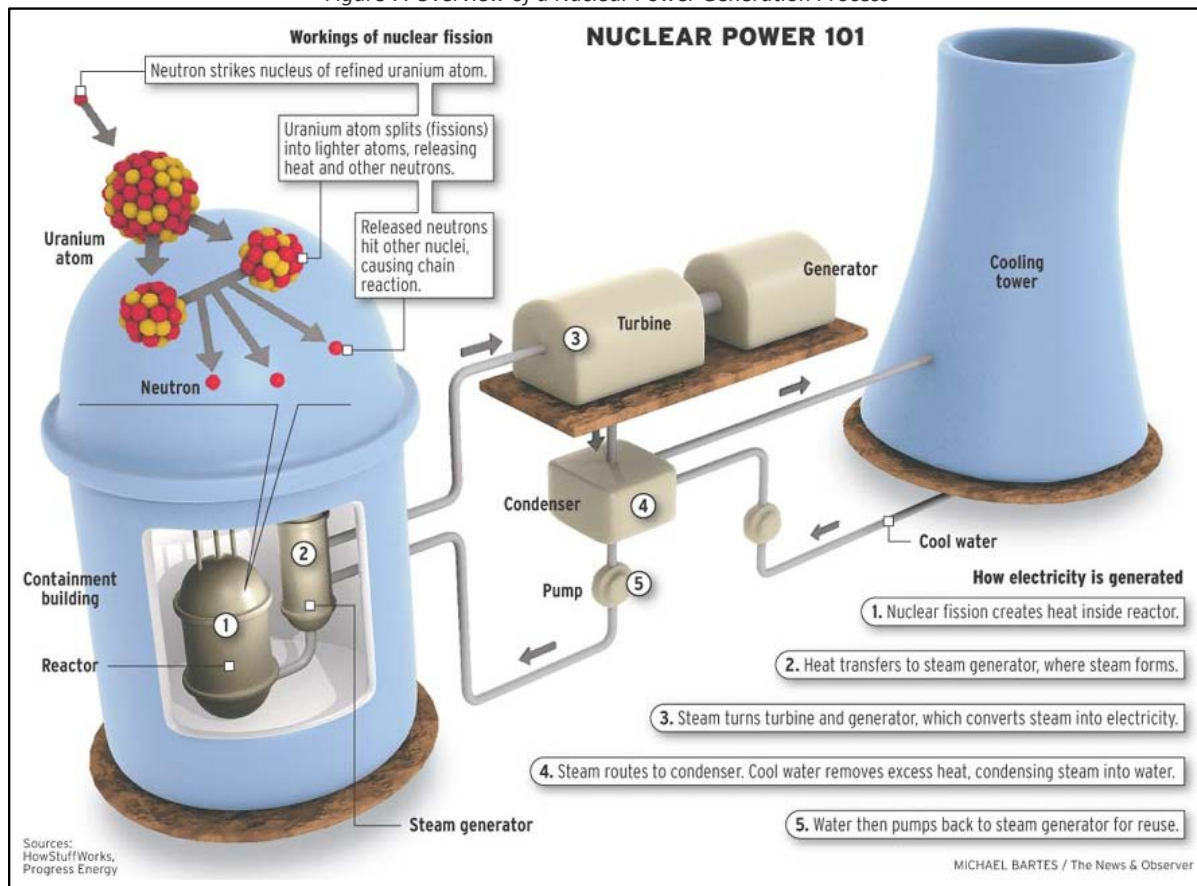 NUCLEAR POWER 101
Workings of nuclear fission
Neutron strikes nucleus of refined uranium atom.
Uranium atom splits (fissions)
into lighter atoms, releasing
heat and other neutrons.
Released neutrons
hit other nuclei,
causing chain
reaction.
Uranium
atom
Neutron
Generator
Turbine
3
Cooling
tower
Condenser
4
Cool water
Pump
5
Containment
building
2
1
Reactor
Steam generator
How electricity is generated
1. Nuclear fission creates heat inside reactor.
2. Heat transfers to steam generator, where steam forms.
3. Steam turns turbine and generator, which converts steam into electricity.
4. Steam routes to condenser. Cool water removes excess heat, condensing steam into water.
5. Water then pumps back to steam generator for reuse.
Sources:
HowStuffWorks,
Progress Energy
MICHAEL BARTES / The News & Observer